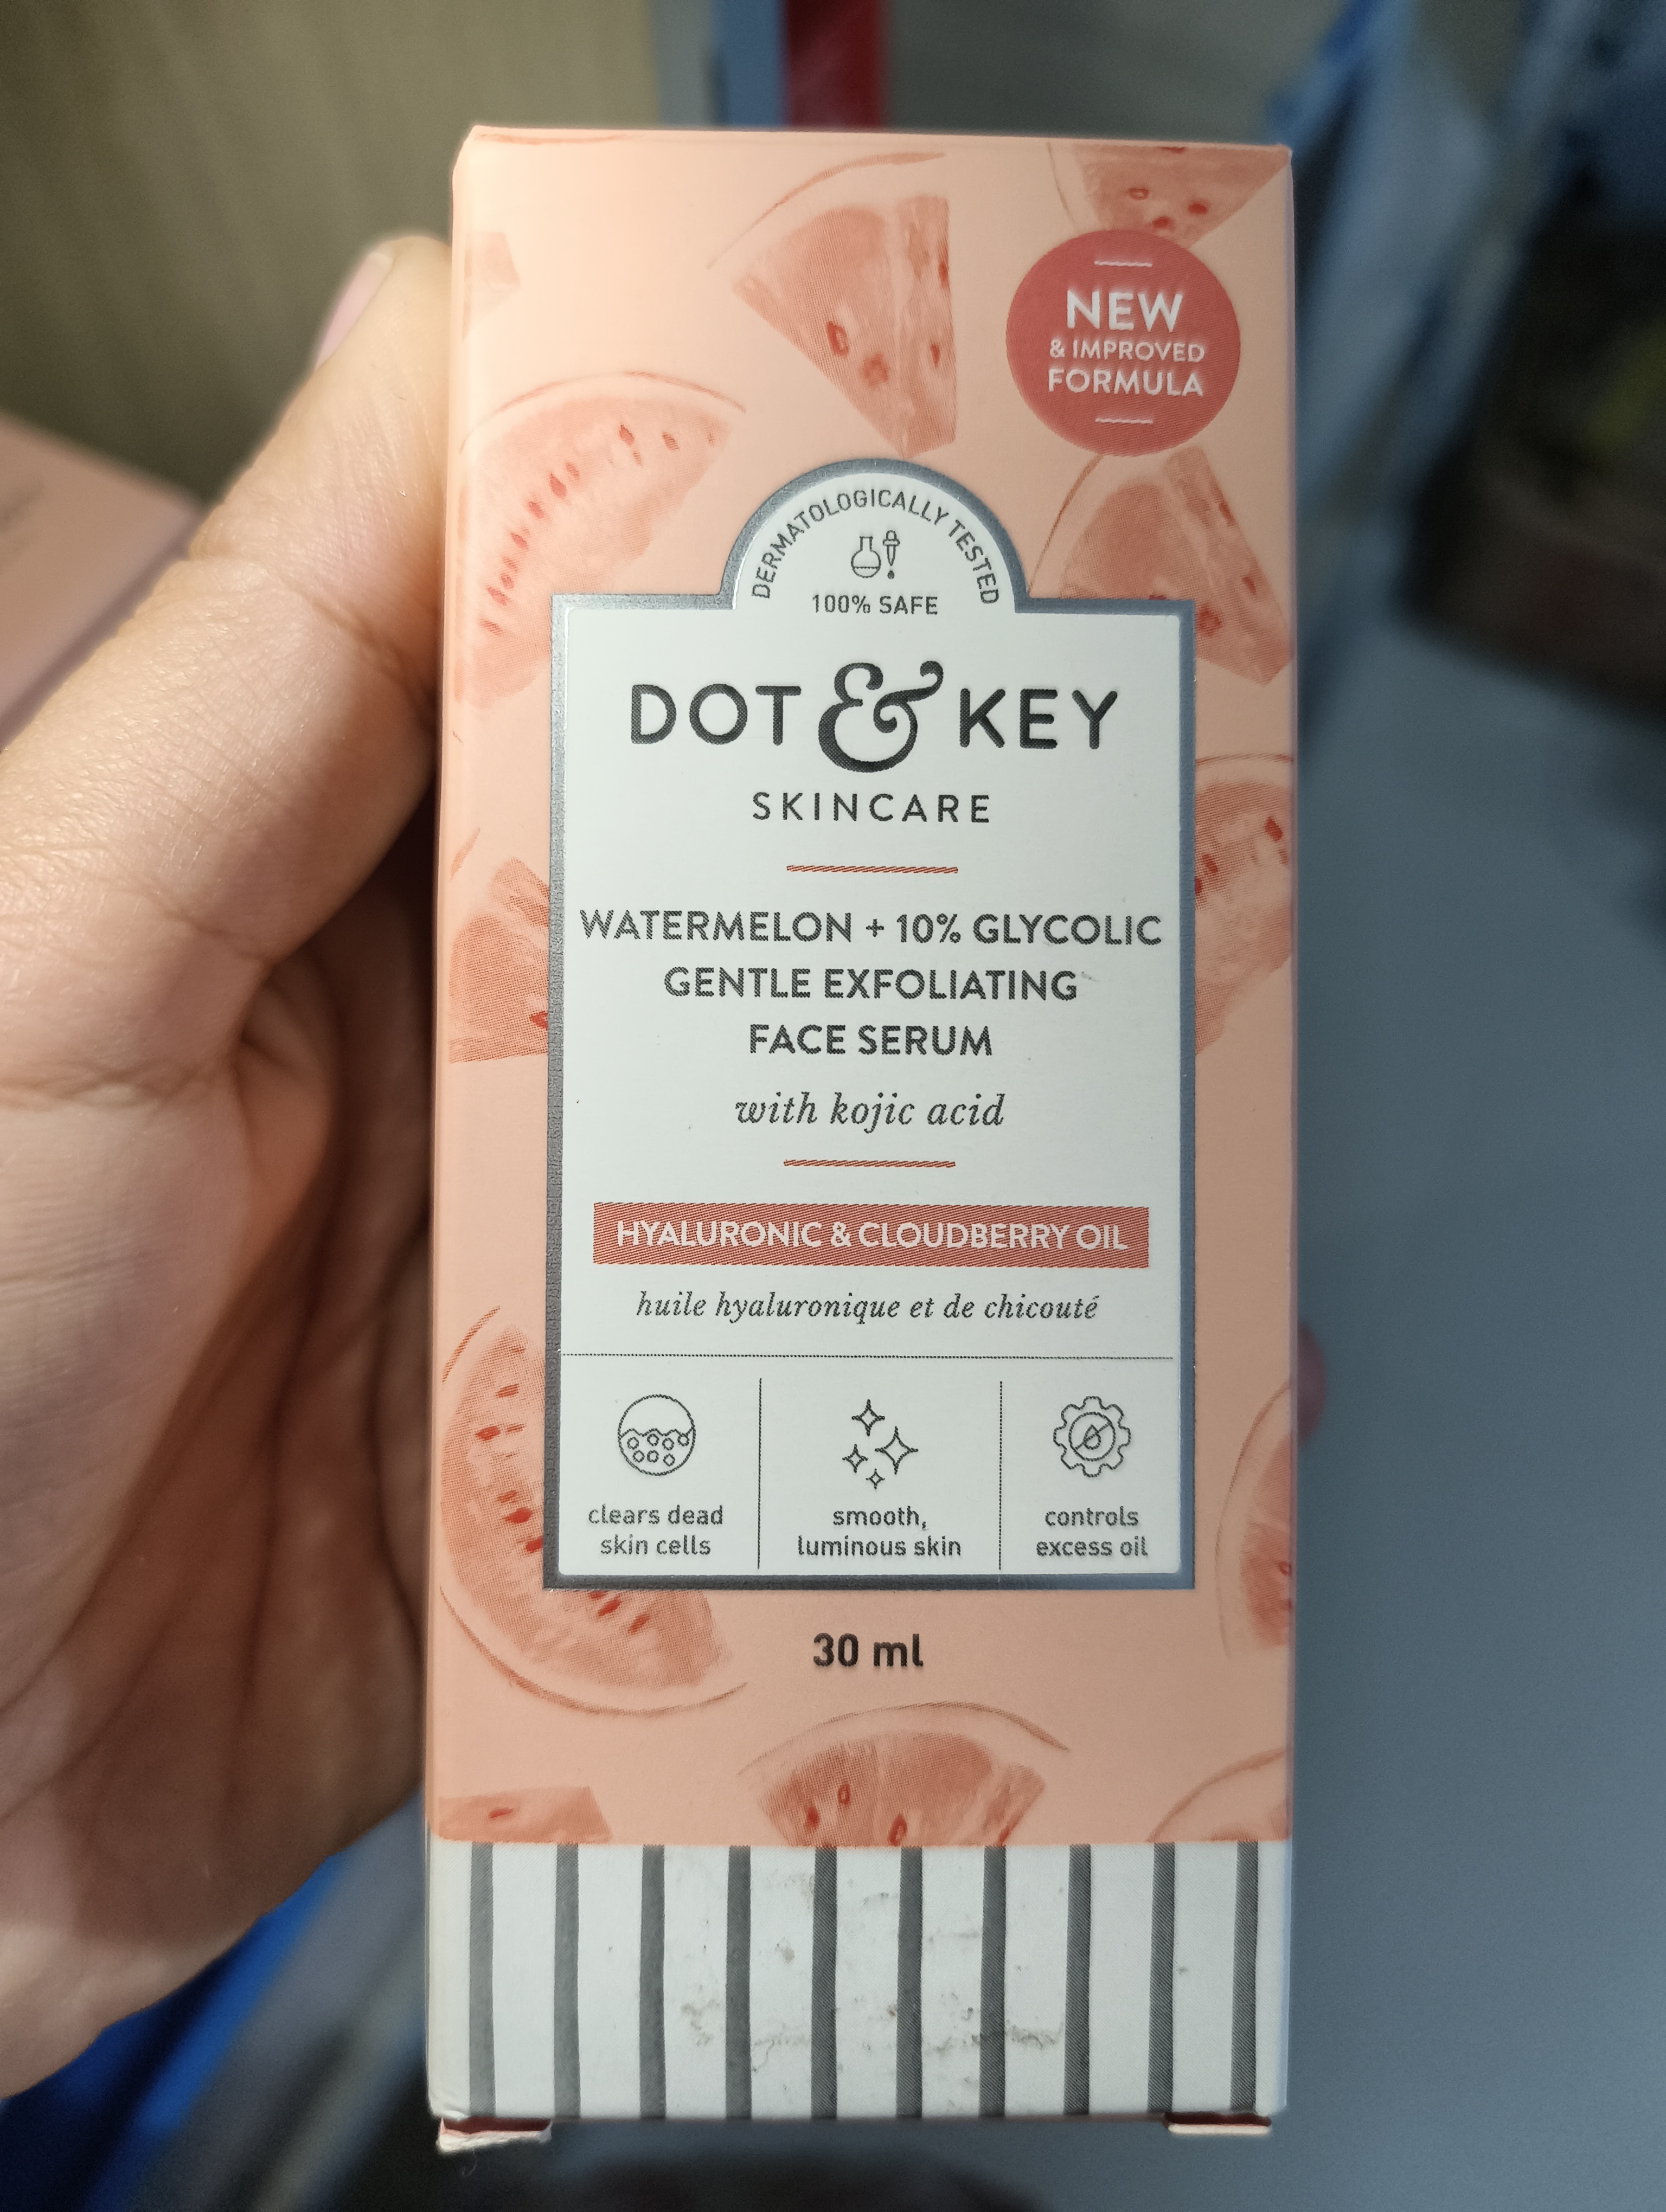 NEW
& IMPROVED
FORMULA
DERMATOLOGICALLY TESTED
100% SAFE
DOT & KEY
SKINCARE
WATERMELON + 10% GLYCOLIC
GENTLE EXFOLIATING
FACE SERUM
with kojic acid
HYALURONIC & CLOUDBERRY OIL
huile hyaluronique et de chicouté
clears dead
skin cells
smooth,
luminous skin
controls
excess oil
30 ml